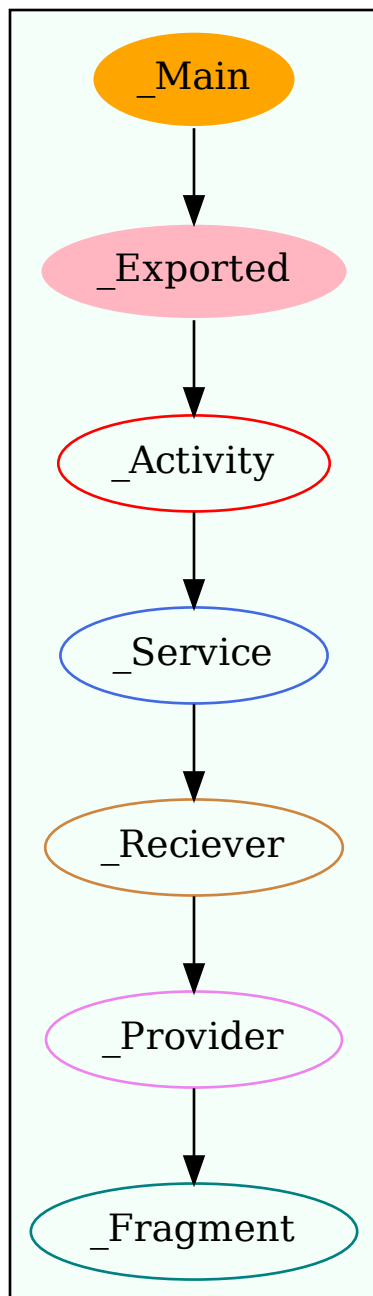 _Main
_Exported
_Activity
_Service
_Reciever
_Provider
_Fragment